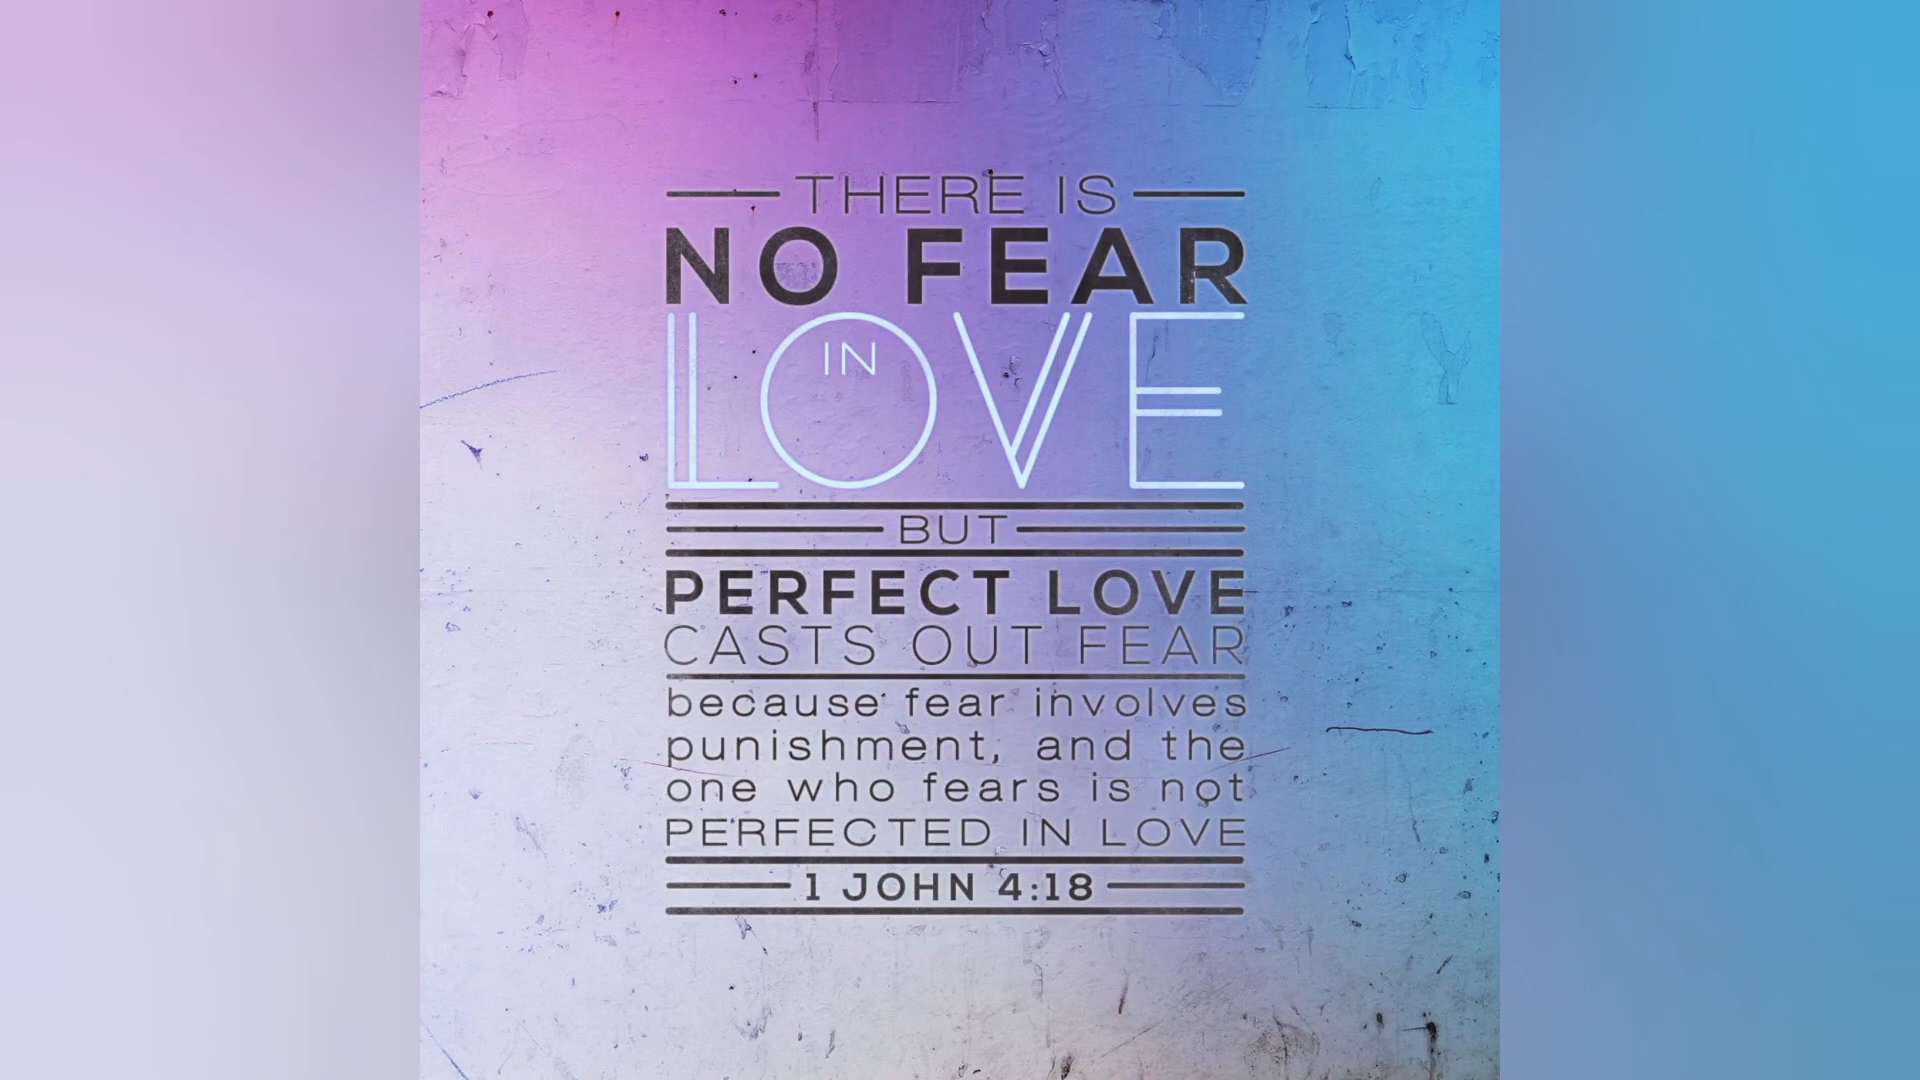 THERE IS
NO FEAR
IN
LOVE
BUT
PERFECT LOVE
CASTS OUT FEAR
because fear involves
punishment, and the
one who fears is not
PERFECTED IN LOVE
1 JOHN 4:18